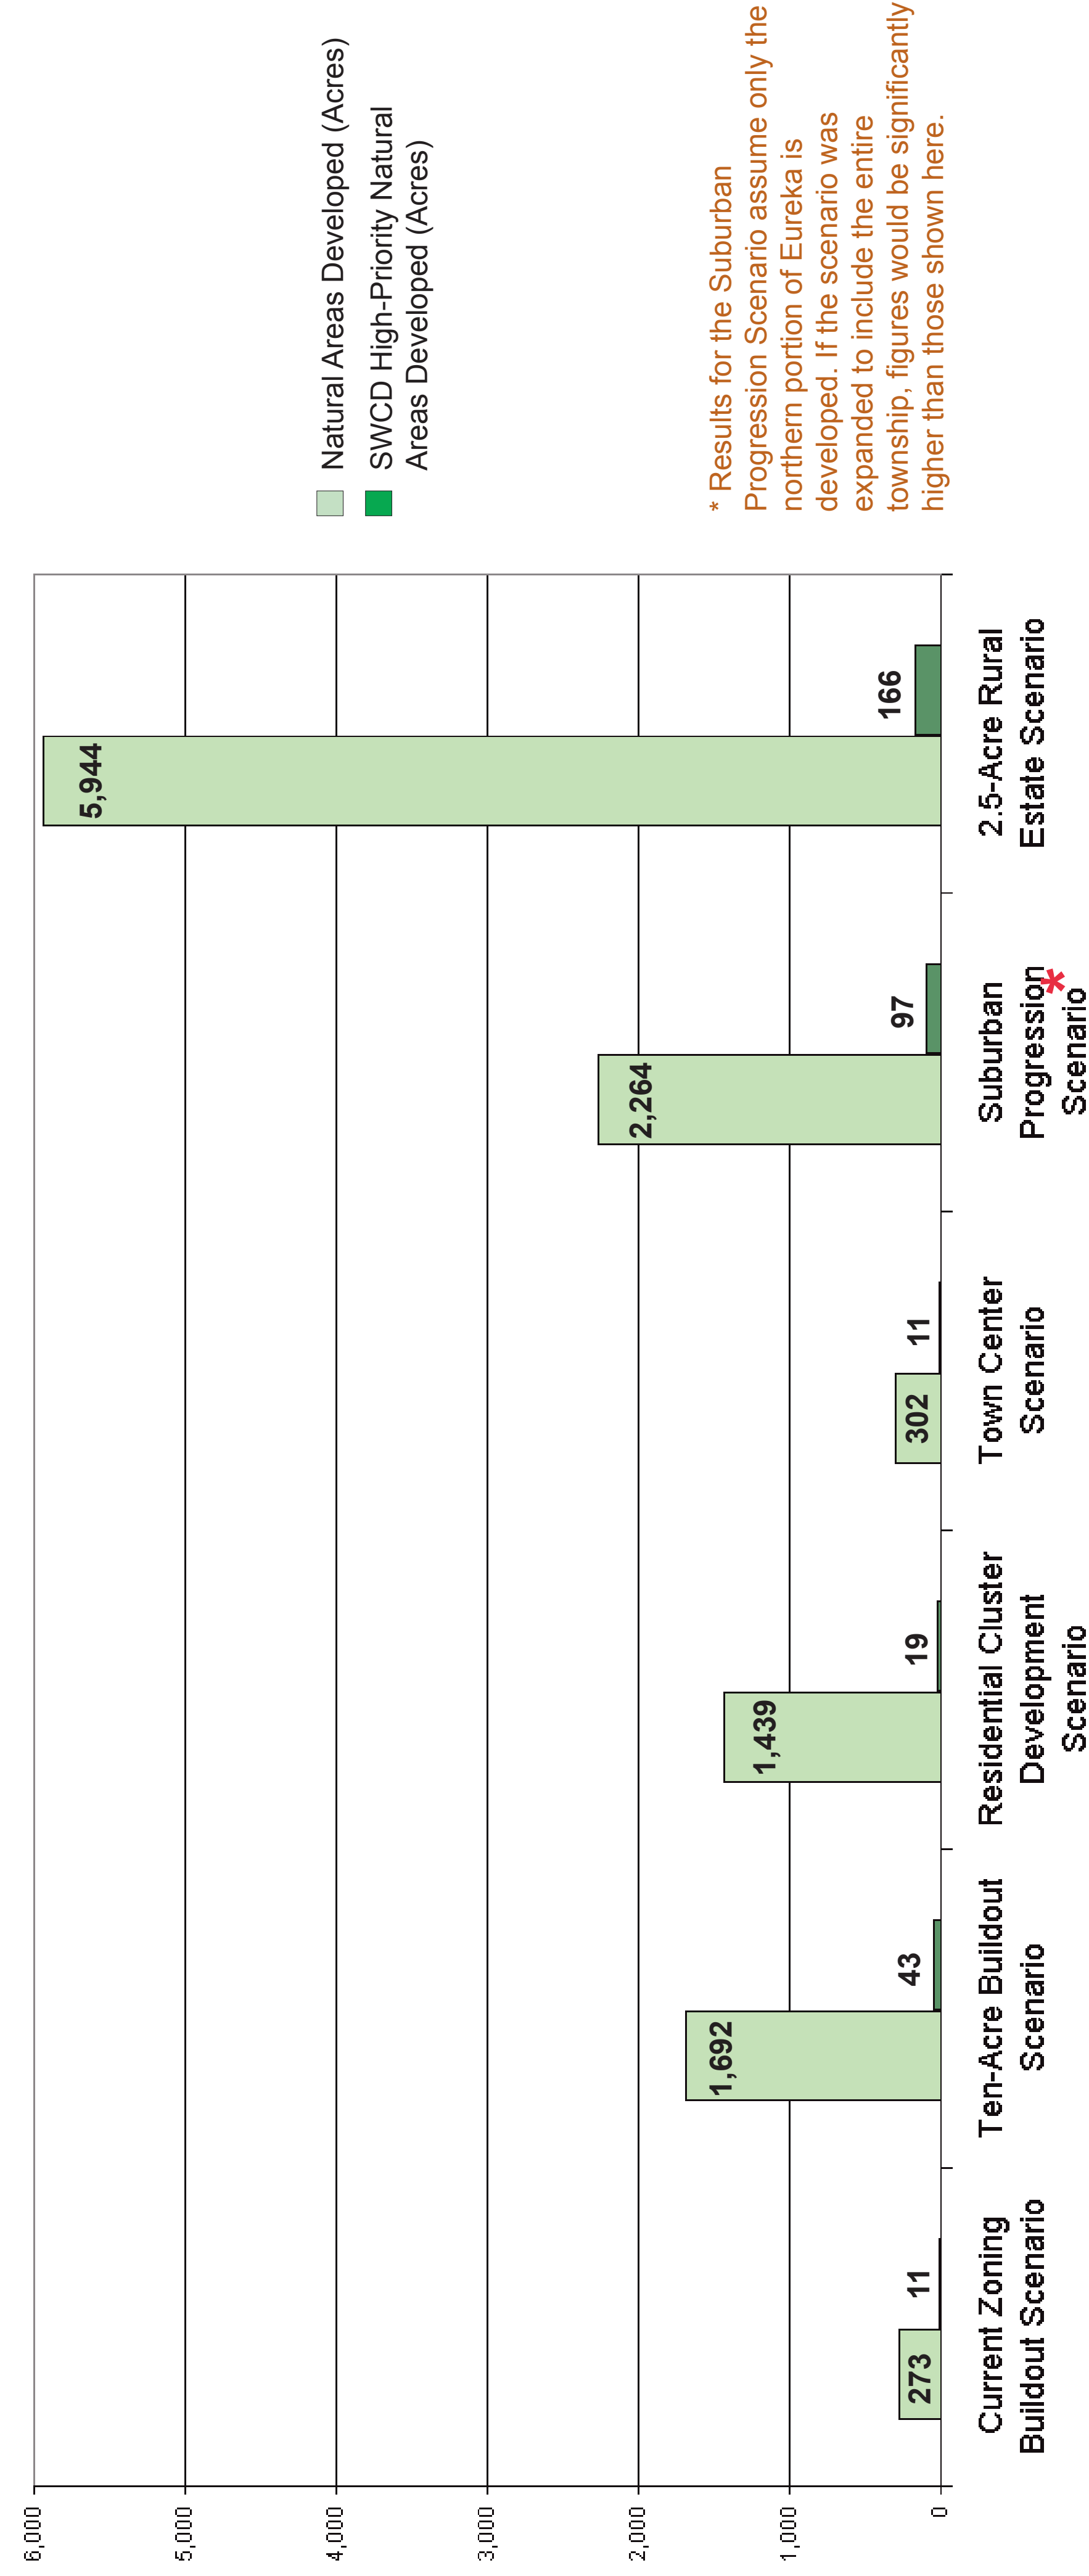 6,000
5,000
4,000
3,000
2,000
1,000
0
273
11
1,692
43
1,439
19
302
11
2,264
97
5,944
166
Current Zoning
Buildout Scenario
Ten-Acre Buildout
Scenario
Residential Cluster
Development
Scenario
Town Center
Scenario
Suburban
Progression
Scenario
*
2.5-Acre Rural
Estate Scenario
Natural Areas Developed (Acres)
SWCD High-Priority Natural
Areas Developed (Acres)
* Results for the Suburban
Progression Scenario assume only the
northern portion of Eureka is
developed. If the scenario was
expanded to include the entire
township, figures would be significantly
higher than those shown here.